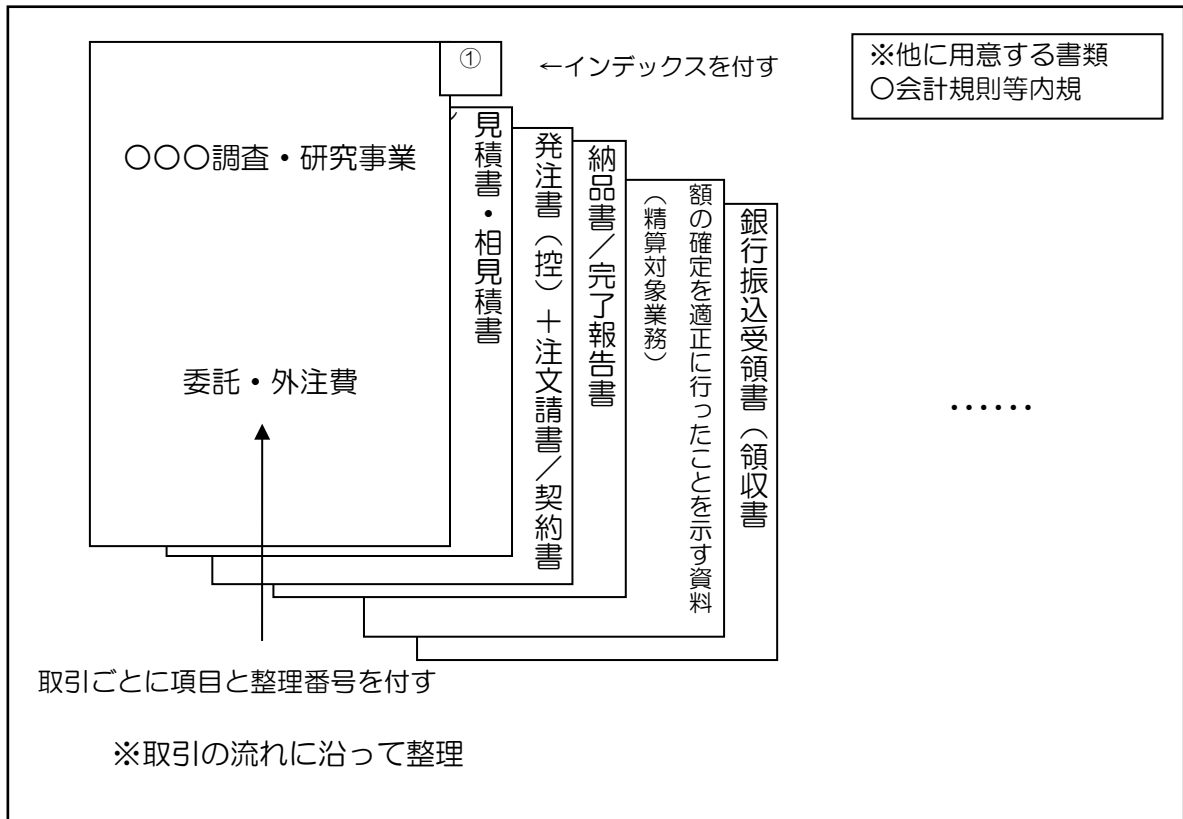 ①
←インデックスを付す
※他に用意する書類
〇会計規則等内規
〇〇〇調査・研究事業
委託・外注費
見積書・相見積書
発注書（控）＋注文請書／契約書
納品書／完了報告書
額の確定を適正に行ったことを示す資料
（精算対象業務）
銀行振込受領書（領収書
……
取引ごとに項目と整理番号を付す
※取引の流れに沿って整理